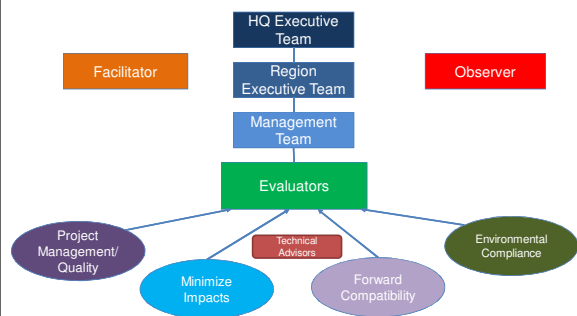 HQ Executive
Team
Facilitator
Region
Executive Team
Observer
Management
Team
Evaluators
Project
Management/
Quality
Technical
Advisors
Environmental
Compliance
Minimize
Impacts
Forward
Compatibility